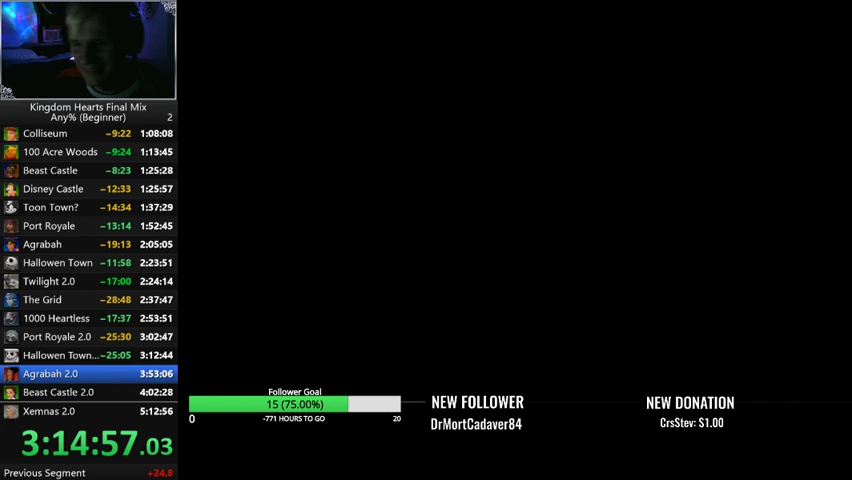 Kingdom Hearts Final Mix
Any% (Beginner) 2
Colliseum −9:22 1:08:08
100 Acre Woods −9:24 1:13:45
Beast Castle −8:23 1:25:28
Disney Castle −12:33 1:25:57
Toon Town? −14:34 1:37:29
Port Royale −13:14 1:52:45
Agrabah −19:13 2:05:05
Hallowen Town −11:58 2:23:51
Twilight 2.0 −17:00 2:24:14
The Grid −28:48 2:37:47
1000 Heartless −17:37 2:53:51
Port Royale 2.0 −25:30 3:02:47
Hallowen Town... −25:05 3:12:44
Agrabah 2.0 3:53:06
Beast Castle 2.0 4:02:28
Xemnas 2.0 5:12:56
3:14:57.03
Previous Segment +24.8
Follower Goal
15 (75.00%)
0 -771 HOURS TO GO 20
NEW FOLLOWER
DrMortCadaver84
NEW DONATION
CrsStev: $1.00